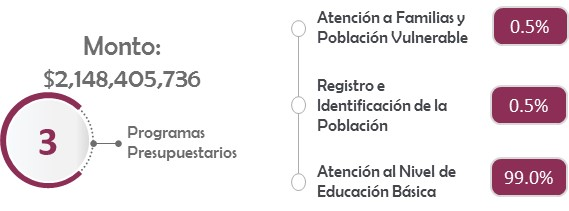 Monto:
$2,148,405,736
3
Programas
Presupuestarios
Atención a Familias y
Población Vulnerable
0.5%
Registro e
Identificación de la
Población
0.5%
Atención al Nivel de
Educación Básica
99.0%